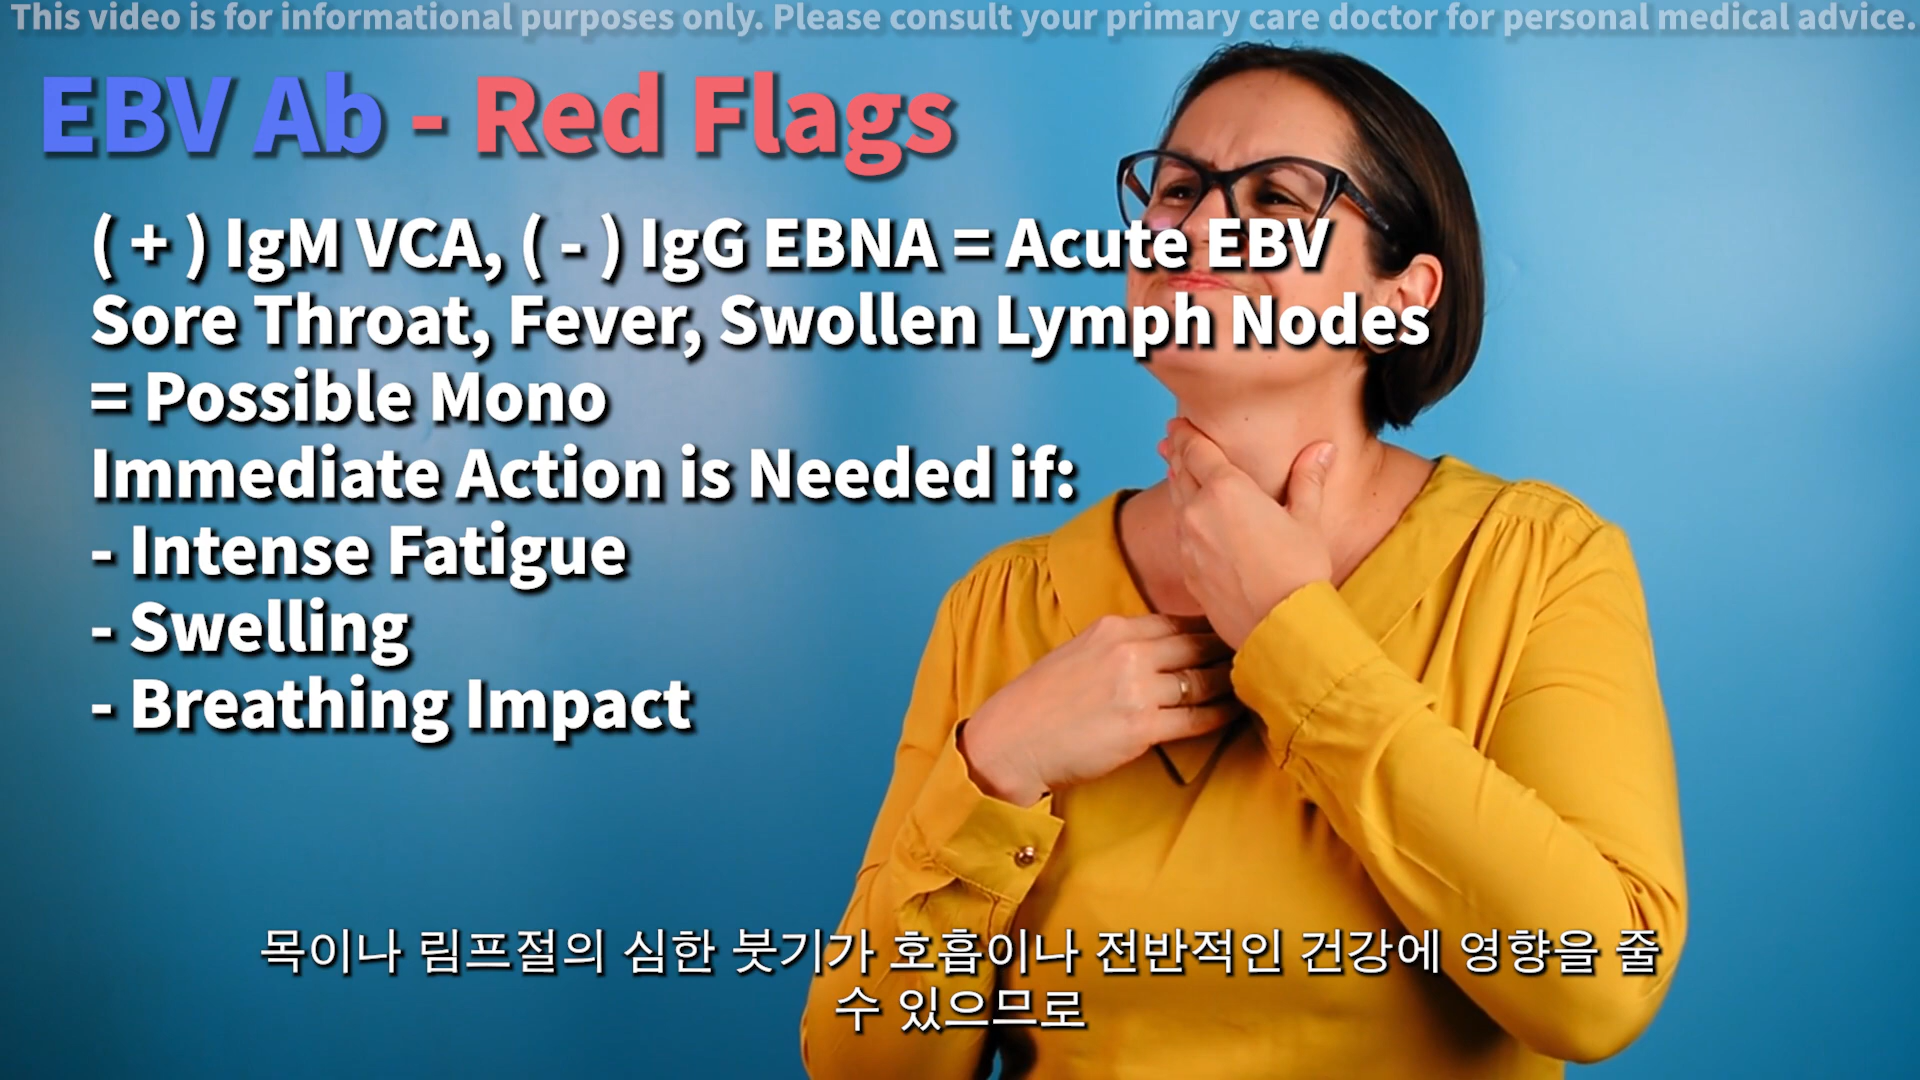 This video is for informational purposes only. Please consult your primary care doctor for personal medical advice.
EBV Ab - Red Flags
( + ) IgM VCA, ( - ) IgG EBNA = Acute EBV
Sore Throat, Fever, Swollen Lymph Nodes
= Possible Mono
Immediate Action is Needed if:
- Intense Fatigue
- Swelling
- Breathing Impact
목이나 림프절의 심한 붓기가 호흡이나 전반적인 건강에 영향을 줄
수 있으므로